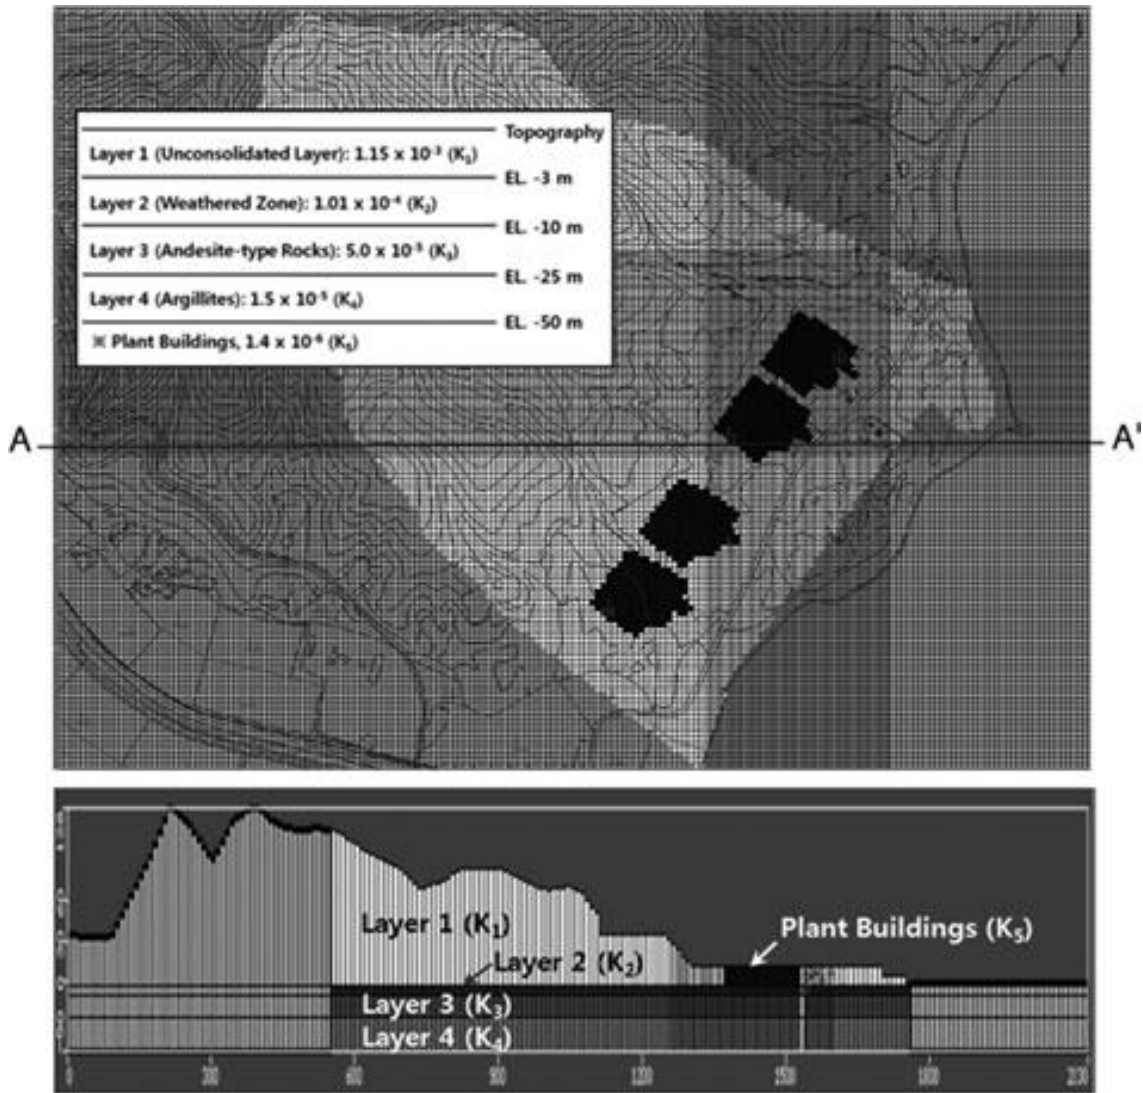 Topography
Layer 1 (Unconsolidated Layer): 1.15 x 10⁻³ (K₁)
EL. -3 m
Layer 2 (Weathered Zone): 1.01 x 10⁻⁴ (K₂)
EL. -10 m
Layer 3 (Andesite-type Rocks): 5.0 x 10⁻⁵ (K₃)
EL. -25 m
Layer 4 (Argillites): 1.5 x 10⁻⁵ (K₄)
EL. -50 m
※ Plant Buildings, 1.4 x 10⁻⁶ (K₅)
A A'
Layer 1 (K₁)
Plant Buildings (K₅)
Layer 2 (K₂)
Layer 3 (K₃)
Layer 4 (K₄)
0 300 600 900 1200 1500 1800 2130